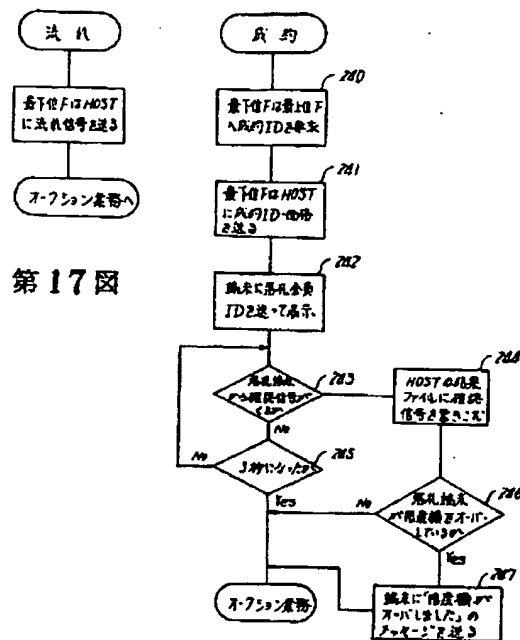 流れ
最下位FはHOST
に流れ信号を送る
オークション業務へ
第17図
成約
280
最下位Fは最上位F
へ成約IDを要求
281
最下位FはHOST
に成約ID・価格
を送る
282
端末に落札会員
IDを送って表示
283
落札端末
から確認信号が
No
285
3秒になったか
No
Yes
284
HOSTの結果
ファイルに確認
信号を書きこむ
286
落札端末
が限度額をオーバー
しているか
No
Yes
287
端末に「限度額が
オーバしました」の
メッセージを送る
オークション業務